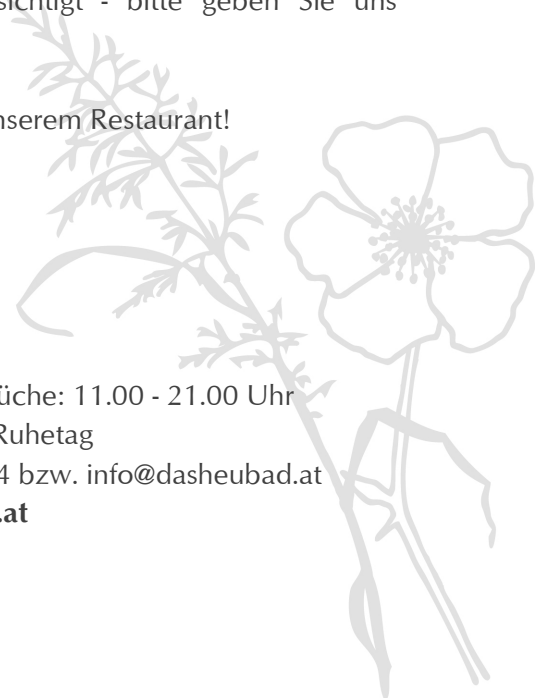 sichtigt - bitte geben Sie uns
nserem Restaurant!
üche: 11.00 - 21.00 Uhr
Ruhetag
4 bzw. info@dasheubad.at
.at